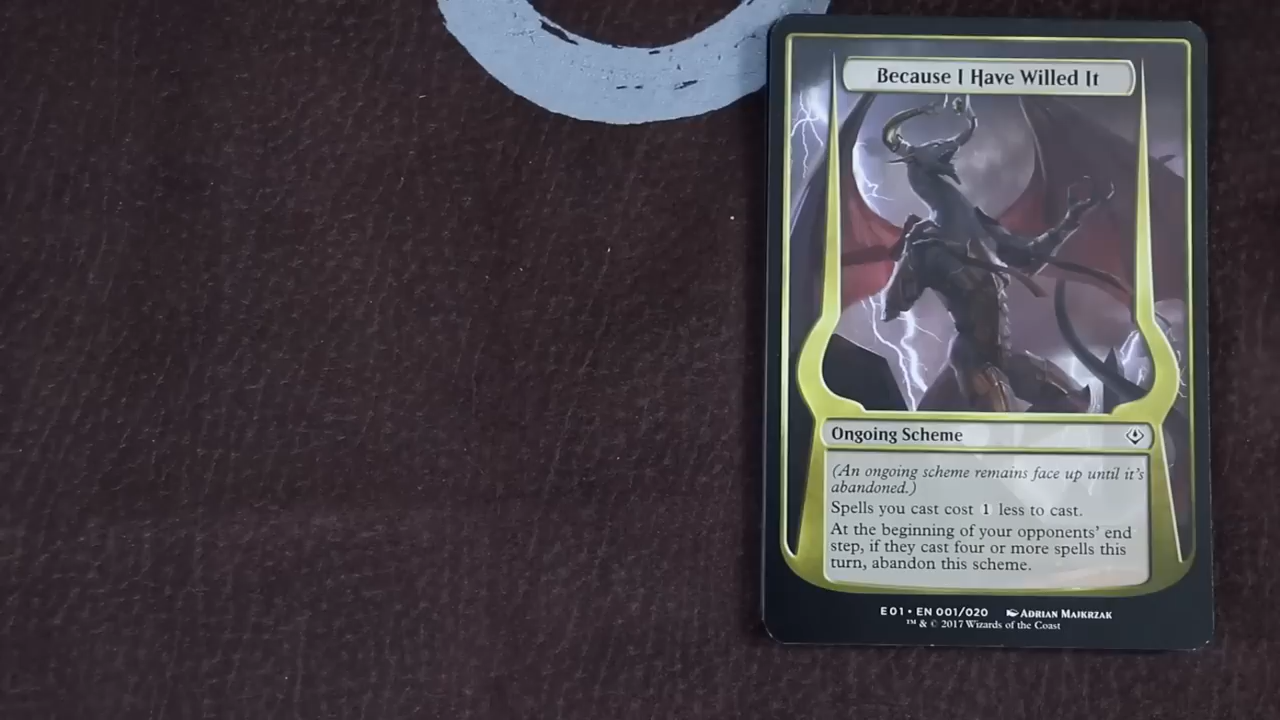 Because I Have Willed It
Ongoing Scheme
(An ongoing scheme remains face up until it's
abandoned.)
Spells you cast cost 1 less to cast.
At the beginning of your opponents' end
step, if they cast four or more spells this
turn, abandon this scheme.
E01 • EN 001/020 ADRIAN MAJKRZAK
™ & © 2017 Wizards of the Coast